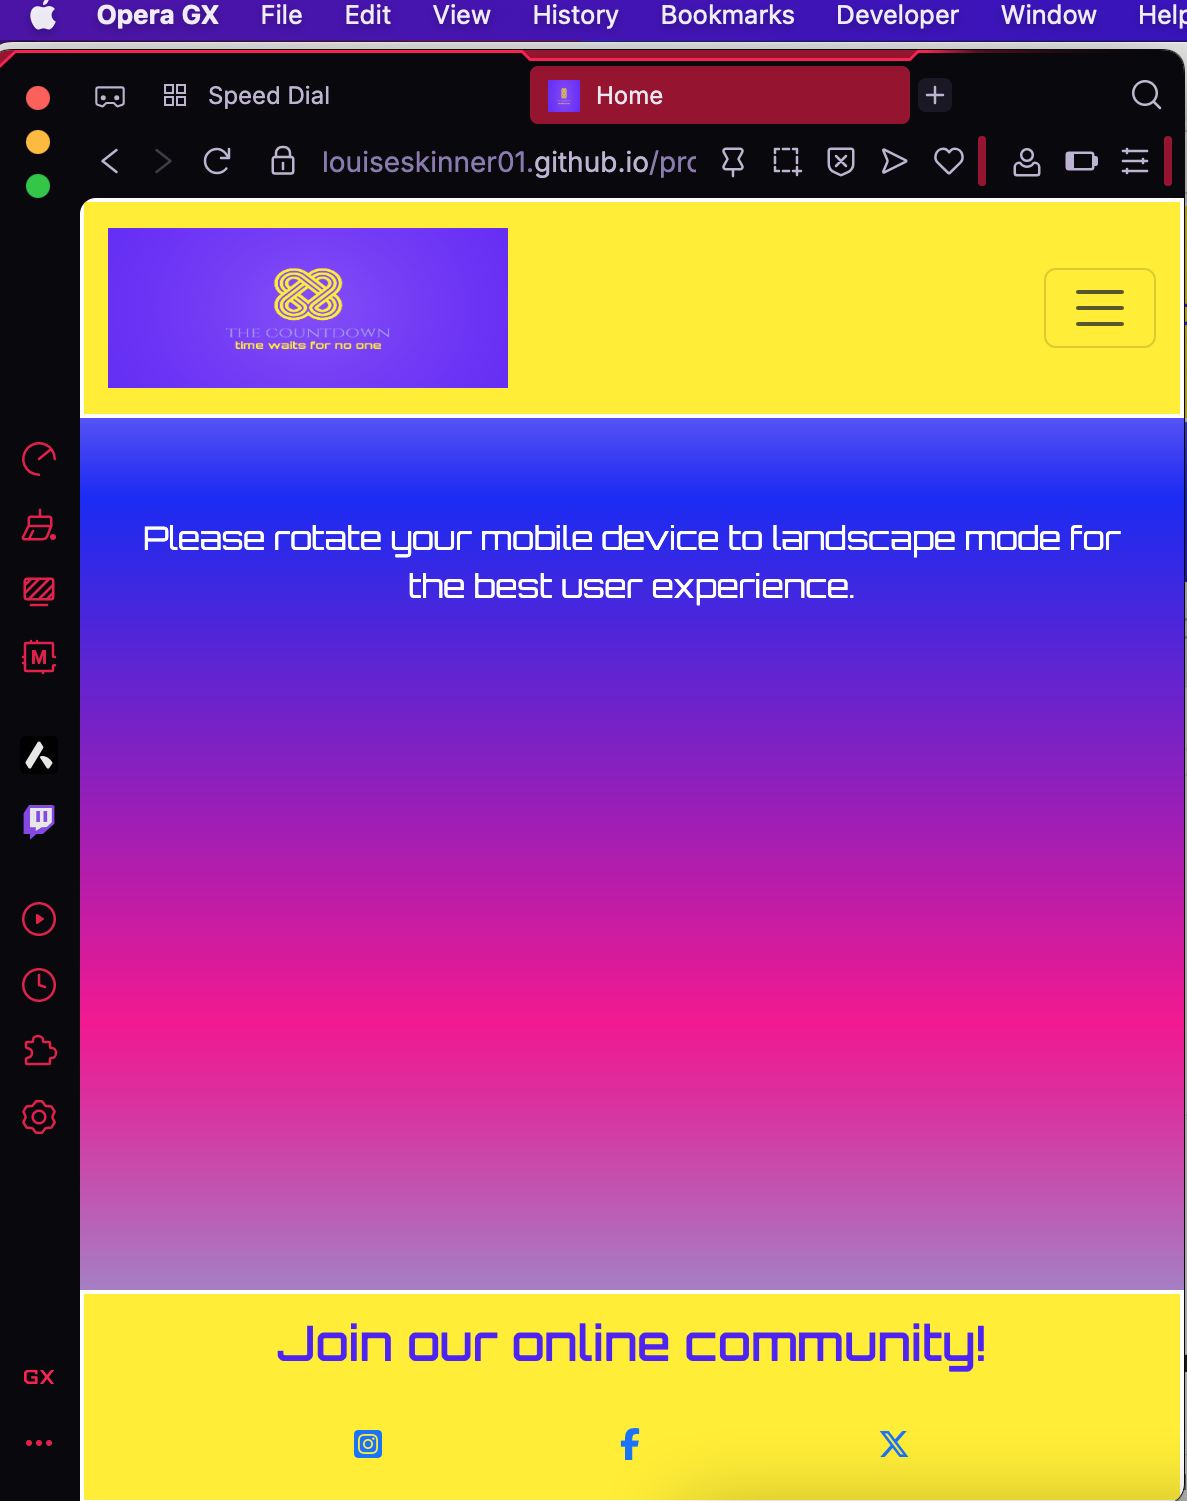 Opera GX File Edit View History Bookmarks Developer Window Help
Speed Dial
Home
louiseskinner01.github.io/pro
THE COUNTDOWN
time waits for no one
Please rotate your mobile device to landscape mode for
the best user experience.
M
GX
Join our online community!